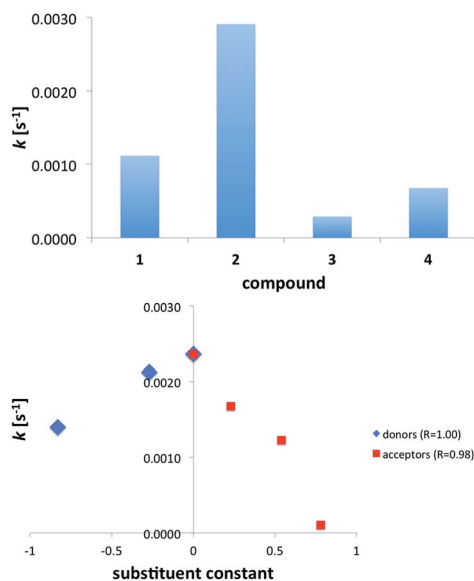 0.0030
0.0020
k [s⁻¹]
0.0010
0.0000
1 2 3 4
compound
0.0030
0.0020
k [s⁻¹]
donors (R=1.00)
acceptors (R=0.98)
0.0010
0.0000
-1 -0.5 0 0.5 1
substituent constant